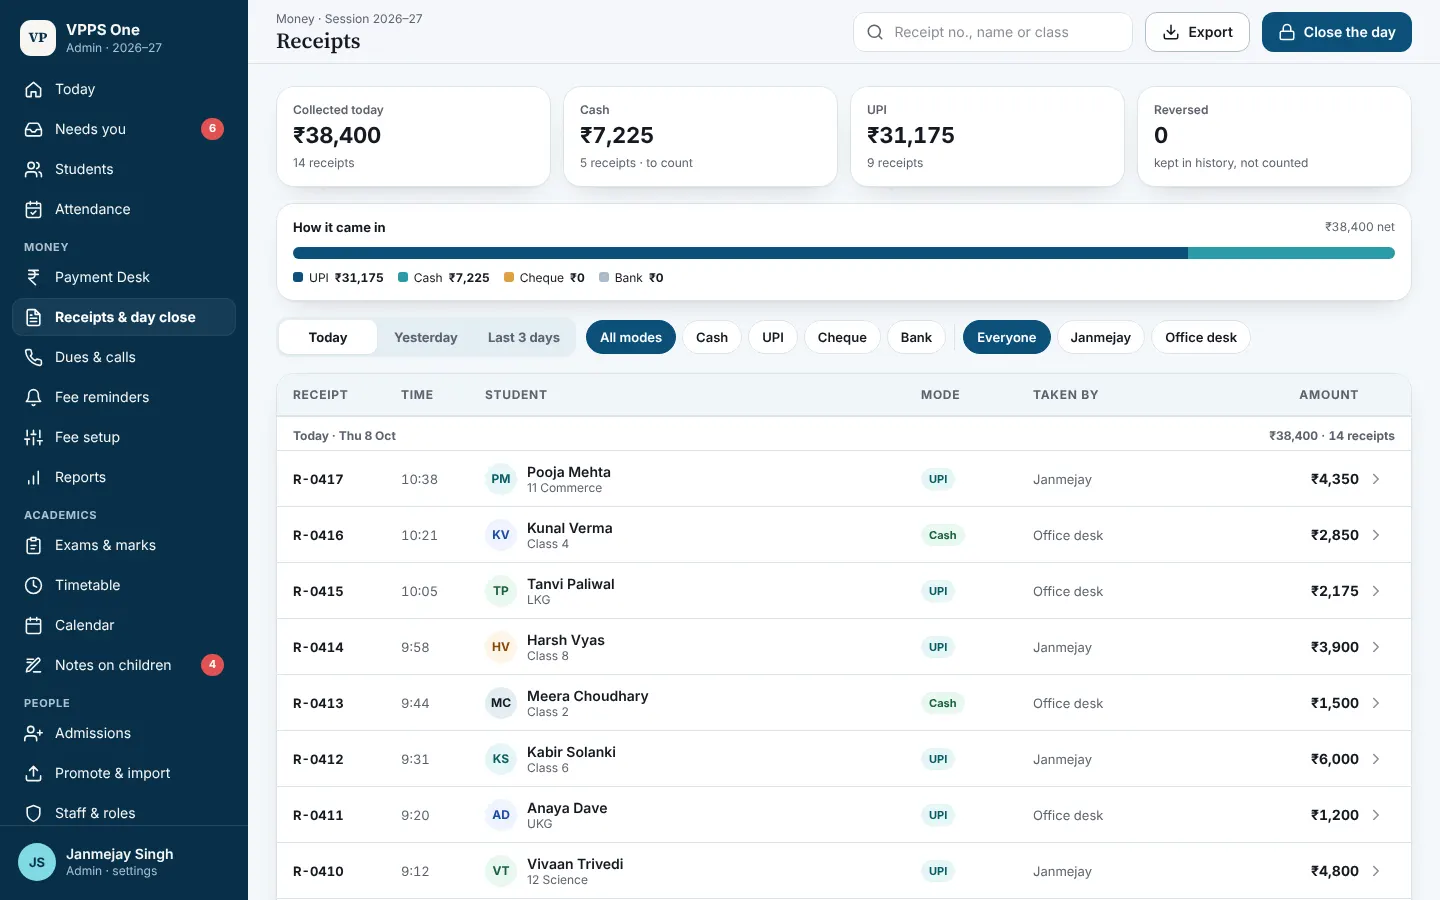 VP
VPPS One
Admin · 2026–27
Today
Needs you 6
Students
Attendance
MONEY
Payment Desk
Receipts & day close
Dues & calls
Fee reminders
Fee setup
Reports
ACADEMICS
Exams & marks
Timetable
Calendar
Notes on children 4
PEOPLE
Admissions
Promote & import
Staff & roles
JS
Janmejay Singh
Admin · settings
Money · Session 2026–27
Receipts
Receipt no., name or class
Export
Close the day
Collected today
₹38,400
14 receipts
Cash
₹7,225
5 receipts · to count
UPI
₹31,175
9 receipts
Reversed
0
kept in history, not counted
How it came in
₹38,400 net
UPI ₹31,175 Cash ₹7,225 Cheque ₹0 Bank ₹0
Today Yesterday Last 3 days All modes Cash UPI Cheque Bank Everyone Janmejay Office desk
RECEIPT TIME STUDENT MODE TAKEN BY AMOUNT
Today · Thu 8 Oct ₹38,400 · 14 receipts
R-0417 10:38 PM Pooja Mehta UPI Janmejay ₹4,350
11 Commerce
R-0416 10:21 KV Kunal Verma Cash Office desk ₹2,850
Class 4
R-0415 10:05 TP Tanvi Paliwal UPI Office desk ₹2,175
LKG
R-0414 9:58 HV Harsh Vyas UPI Janmejay ₹3,900
Class 8
R-0413 9:44 MC Meera Choudhary Cash Office desk ₹1,500
Class 2
R-0412 9:31 KS Kabir Solanki UPI Janmejay ₹6,000
Class 6
R-0411 9:20 AD Anaya Dave UPI Office desk ₹1,200
UKG
R-0410 9:12 VT Vivaan Trivedi UPI Janmejay ₹4,800
12 Science